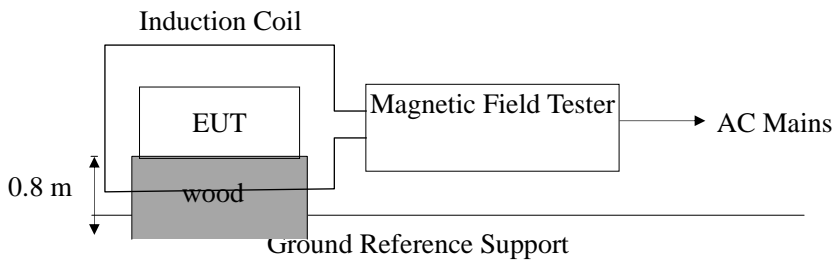 Induction Coil
EUT
Magnetic Field Tester
AC Mains
0.8 m
wood
Ground Reference Support